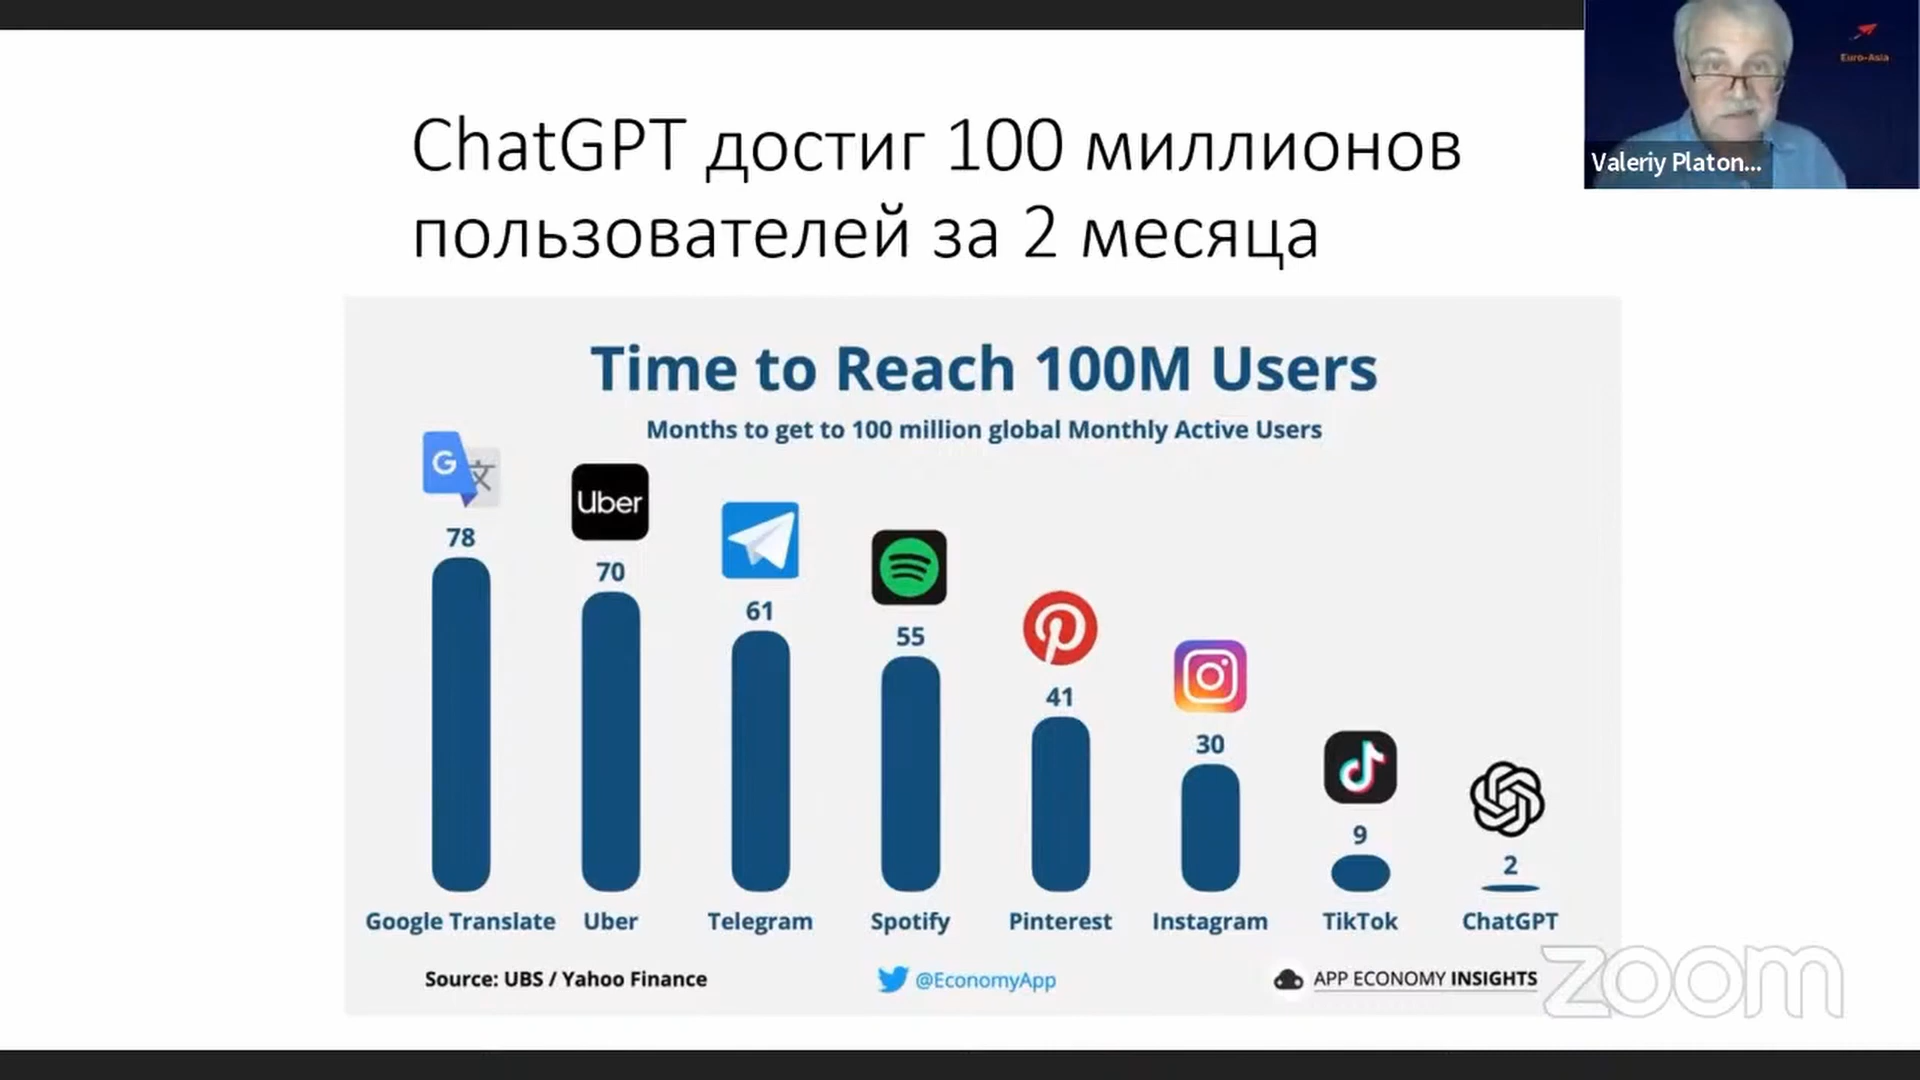 Euro-Asia
Valeriy Platon...
ChatGPT достиг 100 миллионов
пользователей за 2 месяца
Time to Reach 100M Users
Months to get to 100 million global Monthly Active Users
G 文
Uber
78
70
61
55
41
30
9
2
Google Translate
Uber
Telegram
Spotify
Pinterest
Instagram
TikTok
ChatGPT
Source: UBS / Yahoo Finance
@EconomyApp
APP ECONOMY INSIGHTS
zoom